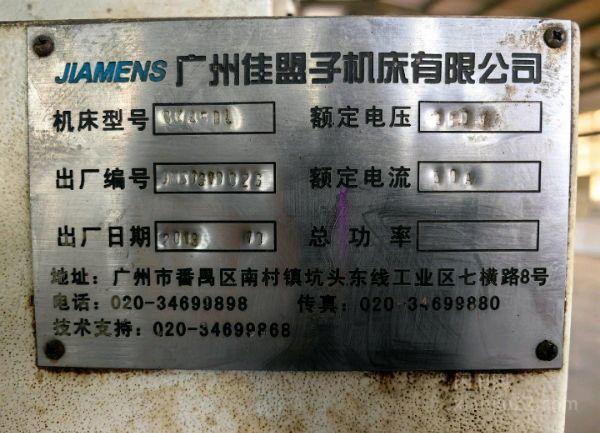 JIAMENS 广州佳盟子机床有限公司
机床型号 额定电压
出厂编号 额定电流 30A
出厂日期 总功率
地址：广州市番禺区南村镇坑头东线工业区七横路8号
电话：020-34699898 传真：020-34699880
技术支持：020-34699868